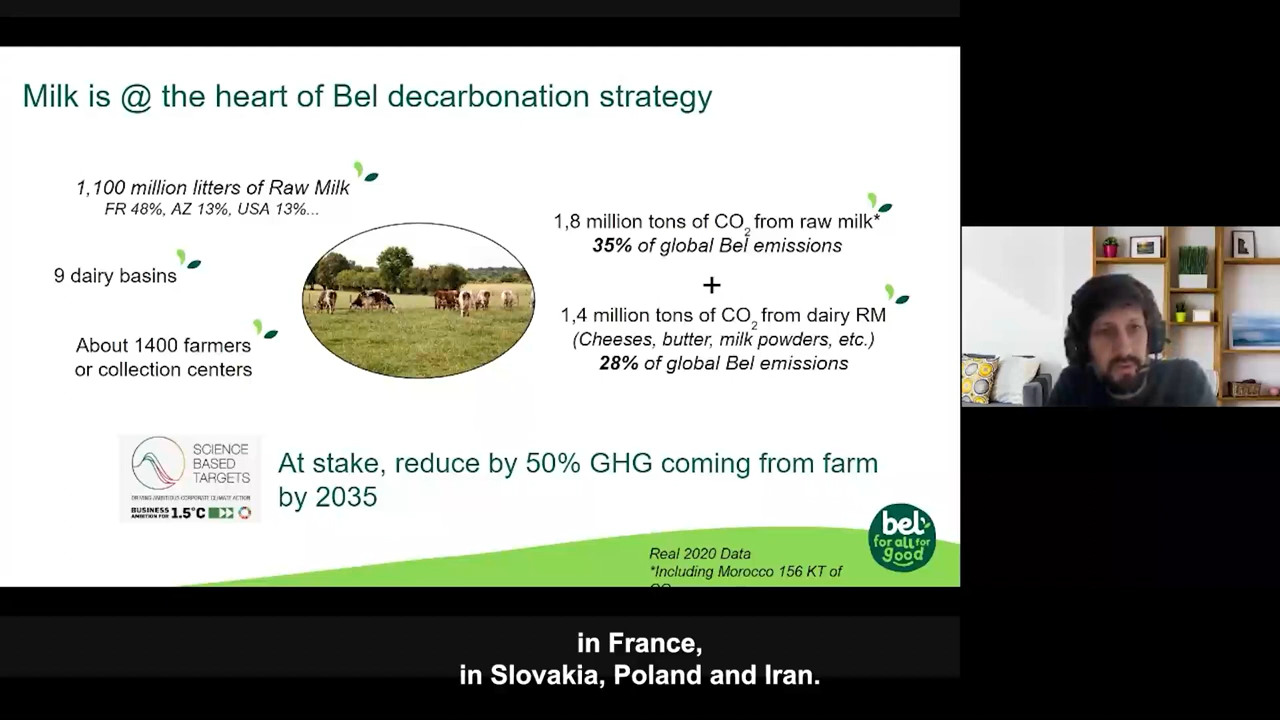 Milk is @ the heart of Bel decarbonation strategy
1,100 million litters of Raw Milk
FR 48%, AZ 13%, USA 13%...
9 dairy basins
About 1400 farmers
or collection centers
1,8 million tons of CO2 from raw milk*
35% of global Bel emissions
+
1,4 million tons of CO2 from dairy RM
(Cheeses, butter, milk powders, etc.)
28% of global Bel emissions
SCIENCE
BASED
TARGETS
DRIVING AMBITIOUS CORPORATE CLIMATE ACTION
BUSINESS
AMBITION FOR 1.5°C
At stake, reduce by 50% GHG coming from farm
by 2035
bel
for all for
good
Real 2020 Data
*Including Morocco 156 KT of
in France,
in Slovakia, Poland and Iran.